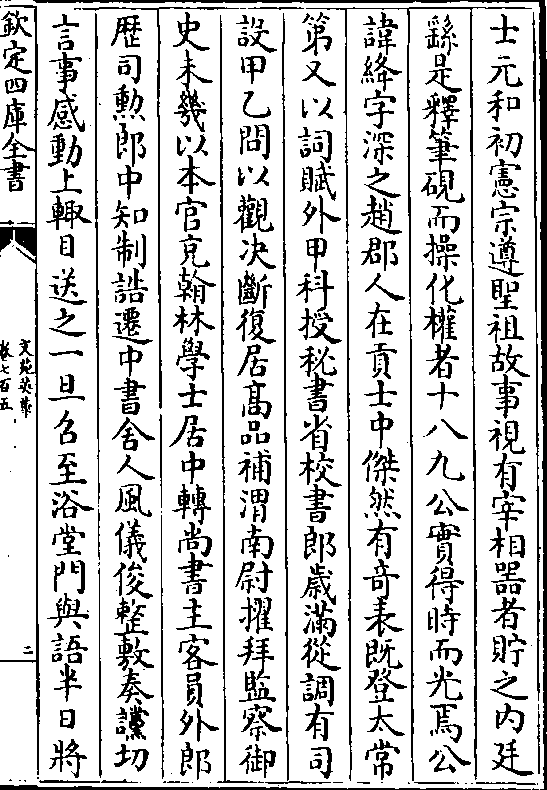 士元和初憲宗遵聖祖故事視有宰相器者貯之内廷
繇是釋筆硯而操化權者十八九公實得時而光焉公
諱絳字深之趙郡人在貢士中傑然有竒表既登太常
第又以詞賦外甲科授秘書省校書郎歳滿從調有司
設甲乙問以觀决斷復居髙品補渭南尉擢拜監察御
史未幾以本官充翰林學士居中轉尚書主客員外郎
歴司勲郎中知制誥遷中書舍人風儀俊整敷奏讜切
言事感動上輙目送之一旦召至浴堂門與語半日將
欽定四庫全書
文苑英華
卷七百五
二